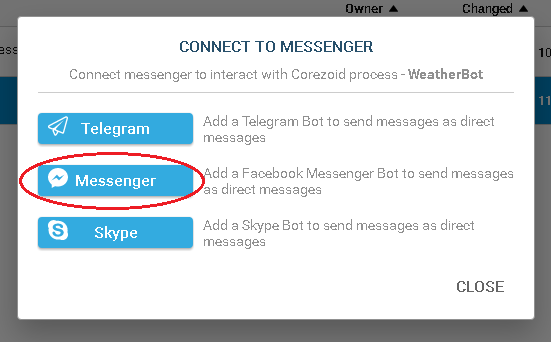 Owner ▲ Changed ▲
CONNECT TO MESSENGER
Connect messenger to interact with Corezoid process - WeatherBot
10
11
Telegram
Add a Telegram Bot to send messages as direct
messages
Messenger
Add a Facebook Messenger Bot to send messages
as direct messages
Skype
Add a Skype Bot to send messages as direct
messages
CLOSE